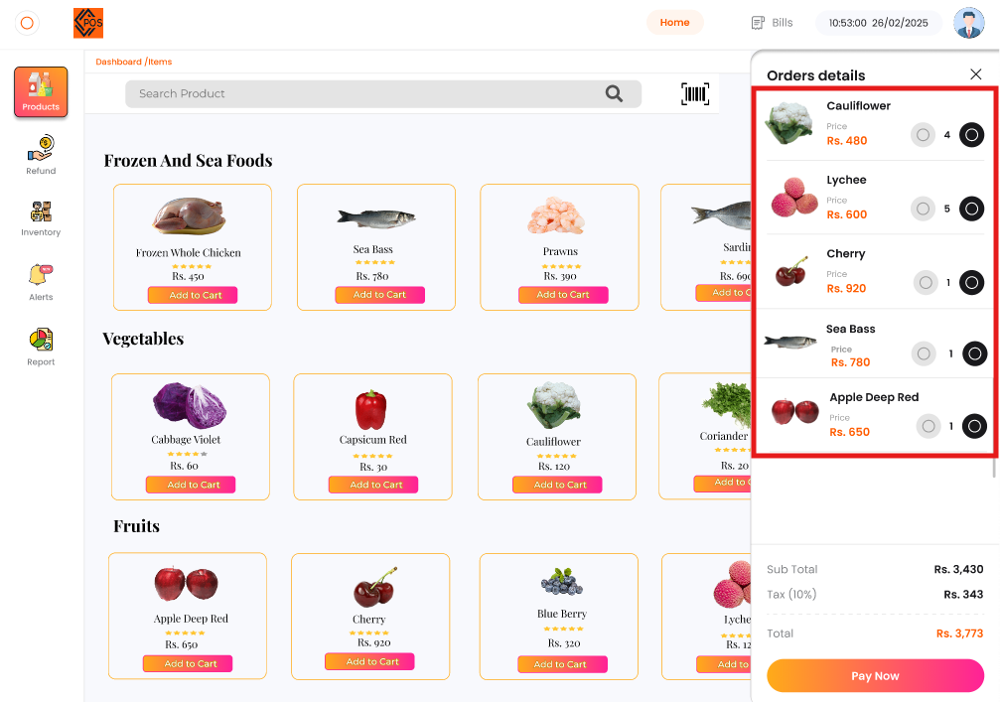 POS
Home
Bills
10:53:00 26/02/2025
Dashboard /Items
Search Product
Products
Refund
Inventory
Alerts
Report
Frozen And Sea Foods
Frozen Whole Chicken
Rs. 450
Add to Cart
Sea Bass
Rs. 780
Add to Cart
Prawns
Rs. 390
Add to Cart
Sardin
Rs. 690
Add to C
Vegetables
Cabbage Violet
Rs. 60
Add to Cart
Capsicum Red
Rs. 30
Add to Cart
Cauliflower
Rs. 120
Add to Cart
Coriander
Rs. 20
Add to C
Fruits
Apple Deep Red
Rs. 650
Add to Cart
Cherry
Rs. 920
Add to Cart
Blue Berry
Rs. 320
Add to Cart
Lyche
Rs. 12
Add to
Orders details
Cauliflower
Price
Rs. 480
4
Lychee
Price
Rs. 600
5
Cherry
Price
Rs. 920
1
Sea Bass
Price
Rs. 780
1
Apple Deep Red
Price
Rs. 650
1
Sub Total Rs. 3,430
Tax (10%) Rs. 343
Total Rs. 3,773
Pay Now